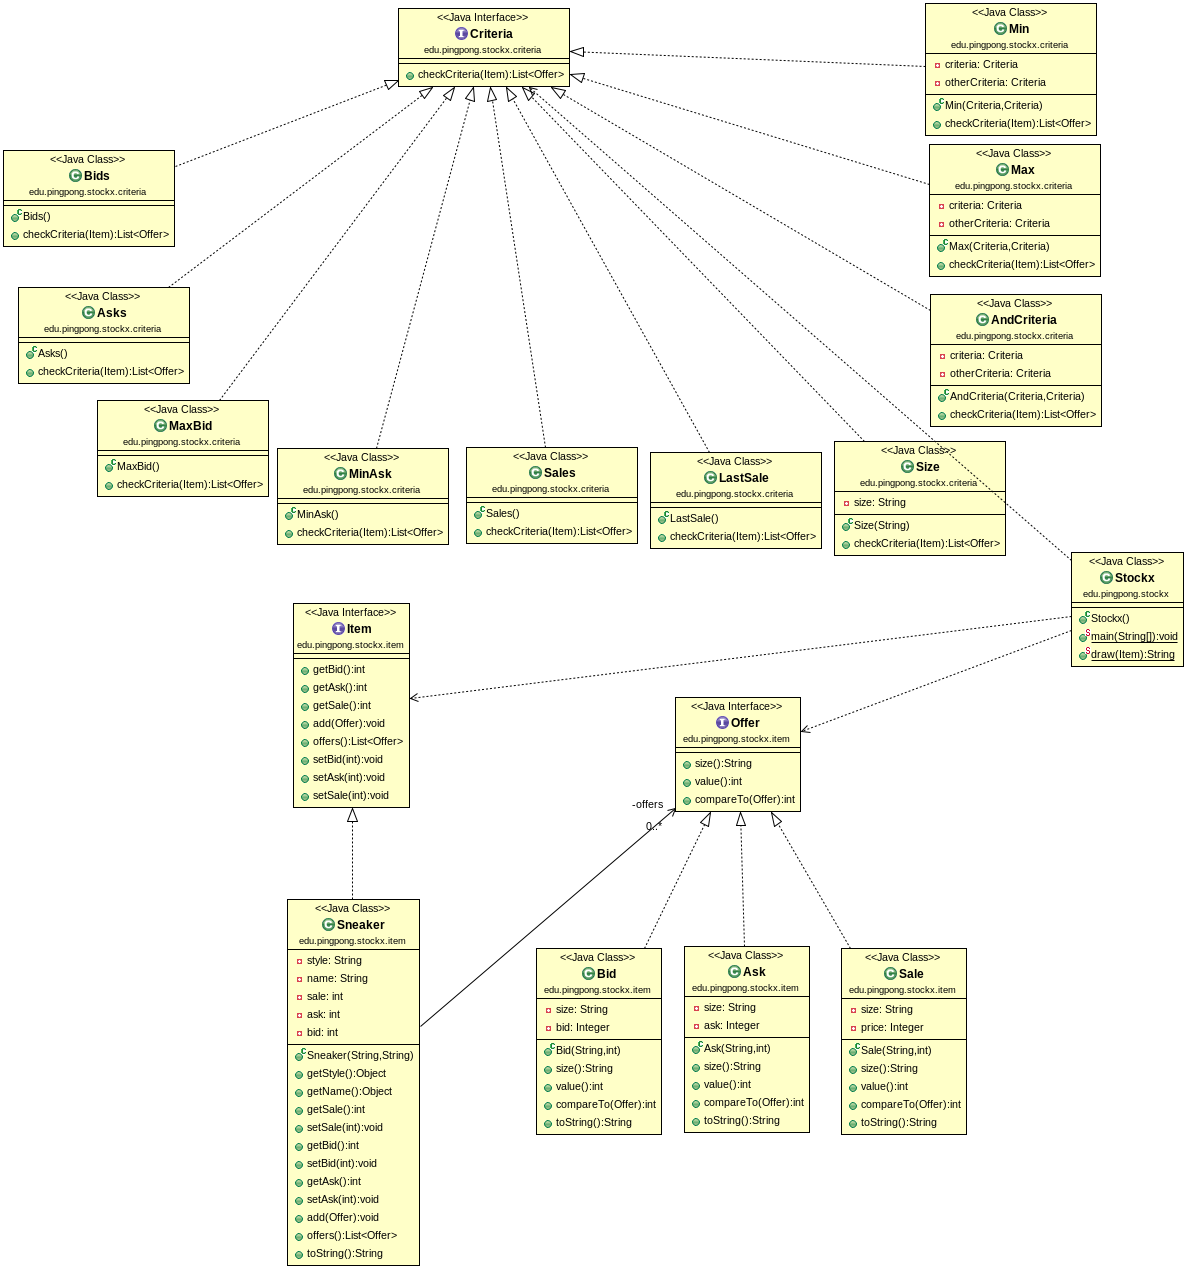 <<Java Interface>>
Criteria
edu.pingpong.stockx.criteria
checkCriteria(Item):List<Offer>
<<Java Class>>
Min
edu.pingpong.stockx.criteria
criteria: Criteria
otherCriteria: Criteria
Min(Criteria,Criteria)
checkCriteria(Item):List<Offer>
<<Java Class>>
Bids
edu.pingpong.stockx.criteria
Bids()
checkCriteria(Item):List<Offer>
<<Java Class>>
Max
edu.pingpong.stockx.criteria
criteria: Criteria
otherCriteria: Criteria
Max(Criteria,Criteria)
checkCriteria(Item):List<Offer>
<<Java Class>>
Asks
edu.pingpong.stockx.criteria
Asks()
checkCriteria(Item):List<Offer>
<<Java Class>>
AndCriteria
edu.pingpong.stockx.criteria
criteria: Criteria
otherCriteria: Criteria
AndCriteria(Criteria,Criteria)
checkCriteria(Item):List<Offer>
<<Java Class>>
MaxBid
edu.pingpong.stockx.criteria
MaxBid()
checkCriteria(Item):List<Offer>
<<Java Class>>
MinAsk
edu.pingpong.stockx.criteria
MinAsk()
checkCriteria(Item):List<Offer>
<<Java Class>>
Sales
edu.pingpong.stockx.criteria
Sales()
checkCriteria(Item):List<Offer>
<<Java Class>>
LastSale
edu.pingpong.stockx.criteria
LastSale()
checkCriteria(Item):List<Offer>
<<Java Class>>
Size
edu.pingpong.stockx.criteria
size: String
Size(String)
checkCriteria(Item):List<Offer>
<<Java Class>>
Stockx
edu.pingpong.stockx
Stockx()
main(String[]):void
draw(Item):String
<<Java Interface>>
Item
edu.pingpong.stockx.item
getBid():int
getAsk():int
getSale():int
add(Offer):void
offers():List<Offer>
setBid(int):void
setAsk(int):void
setSale(int):void
<<Java Interface>>
Offer
edu.pingpong.stockx.item
size():String
value():int
compareTo(Offer):int
-offers
0..*
<<Java Class>>
Sneaker
edu.pingpong.stockx.item
style: String
name: String
sale: int
ask: int
bid: int
Sneaker(String,String)
getStyle():Object
getName():Object
getSale():int
setSale(int):void
getBid():int
setBid(int):void
getAsk():int
setAsk(int):void
add(Offer):void
offers():List<Offer>
toString():String
<<Java Class>>
Bid
edu.pingpong.stockx.item
size: String
bid: Integer
Bid(String,int)
size():String
value():int
compareTo(Offer):int
toString():String
<<Java Class>>
Ask
edu.pingpong.stockx.item
size: String
ask: Integer
Ask(String,int)
size():String
value():int
compareTo(Offer):int
toString():String
<<Java Class>>
Sale
edu.pingpong.stockx.item
size: String
price: Integer
Sale(String,int)
size():String
value():int
compareTo(Offer):int
toString():String